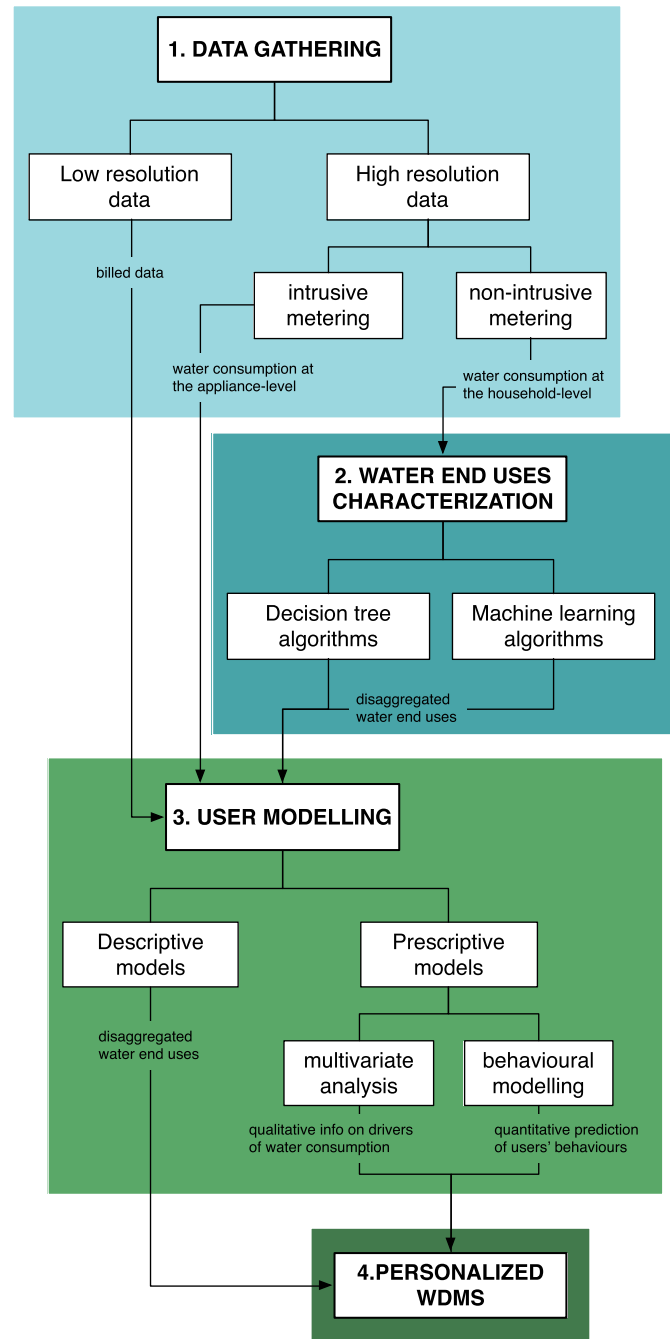 1. DATA GATHERING
Low resolution
data
High resolution
data
billed data
intrusive
metering
non-intrusive
metering
water consumption at
the appliance-level
water consumption at
the household-level
2. WATER END USES
CHARACTERIZATION
Decision tree
algorithms
Machine learning
algorithms
disaggregated
water end uses
3. USER MODELLING
Descriptive
models
Prescriptive
models
disaggregated
water end uses
multivariate
analysis
behavioural
modelling
qualitative info on drivers
of water consumption
quantitative prediction
of users' behaviours
4.PERSONALIZED
WDMS